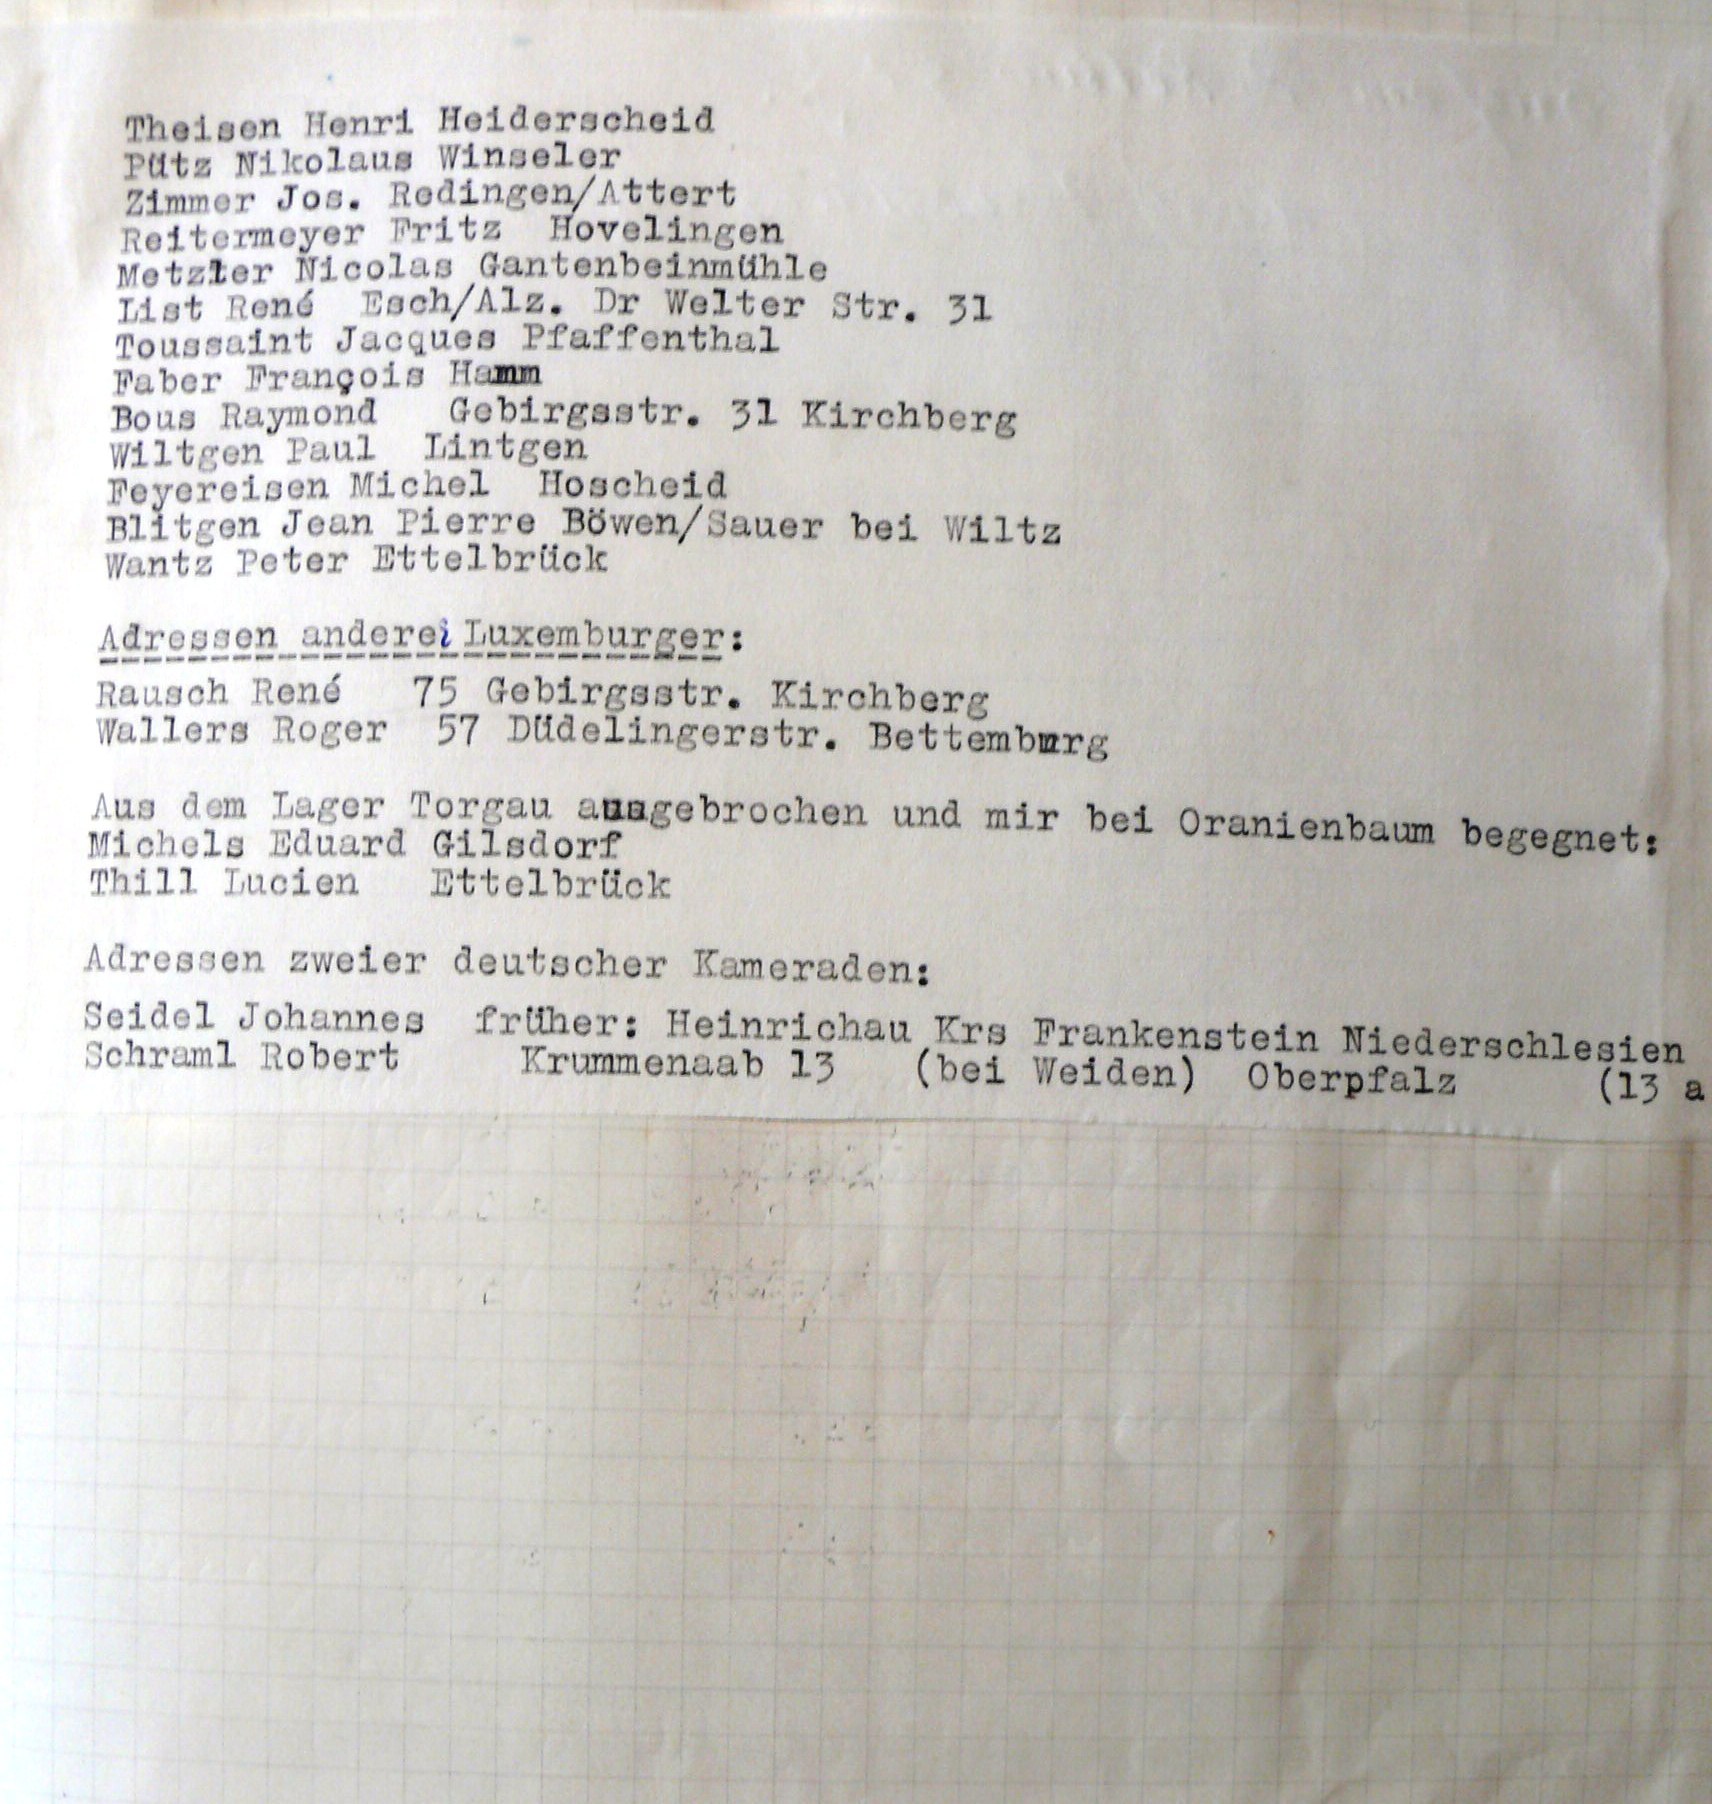 Theisen Henri Heiderscheid
Pütz Nikolaus Winseler
Zimmer Jos. Redingen/Attert
Reitermeyer Fritz Hovelingen
Metzler Nicolas Gantenbeinmühle
List René Esch/Alz. Dr Welter Str. 31
Toussaint Jacques Pfaffenthal
Faber François Hamm
Bous Raymond Gebirgsstr. 31 Kirchberg
Wiltgen Paul Lintgen
Feyereisen Michel Hoscheid
Blitgen Jean Pierre Böwen/Sauer bei Wiltz
Wantz Peter Ettelbrück
Adressen anderer Luxemburger:
Rausch René 75 Gebirgsstr. Kirchberg
Wallers Roger 57 Düdelingerstr. Bettemburg
Aus dem Lager Torgau ausgebrochen und mir bei Oranienbaum begegnet:
Michels Eduard Gilsdorf
Thill Lucien Ettelbrück
Adressen zweier deutscher Kameraden:
Seidel Johannes früher: Heinrichau Krs Frankenstein Niederschlesien
Schraml Robert Krummenaab 13 (bei Weiden) Oberpfalz (13 a